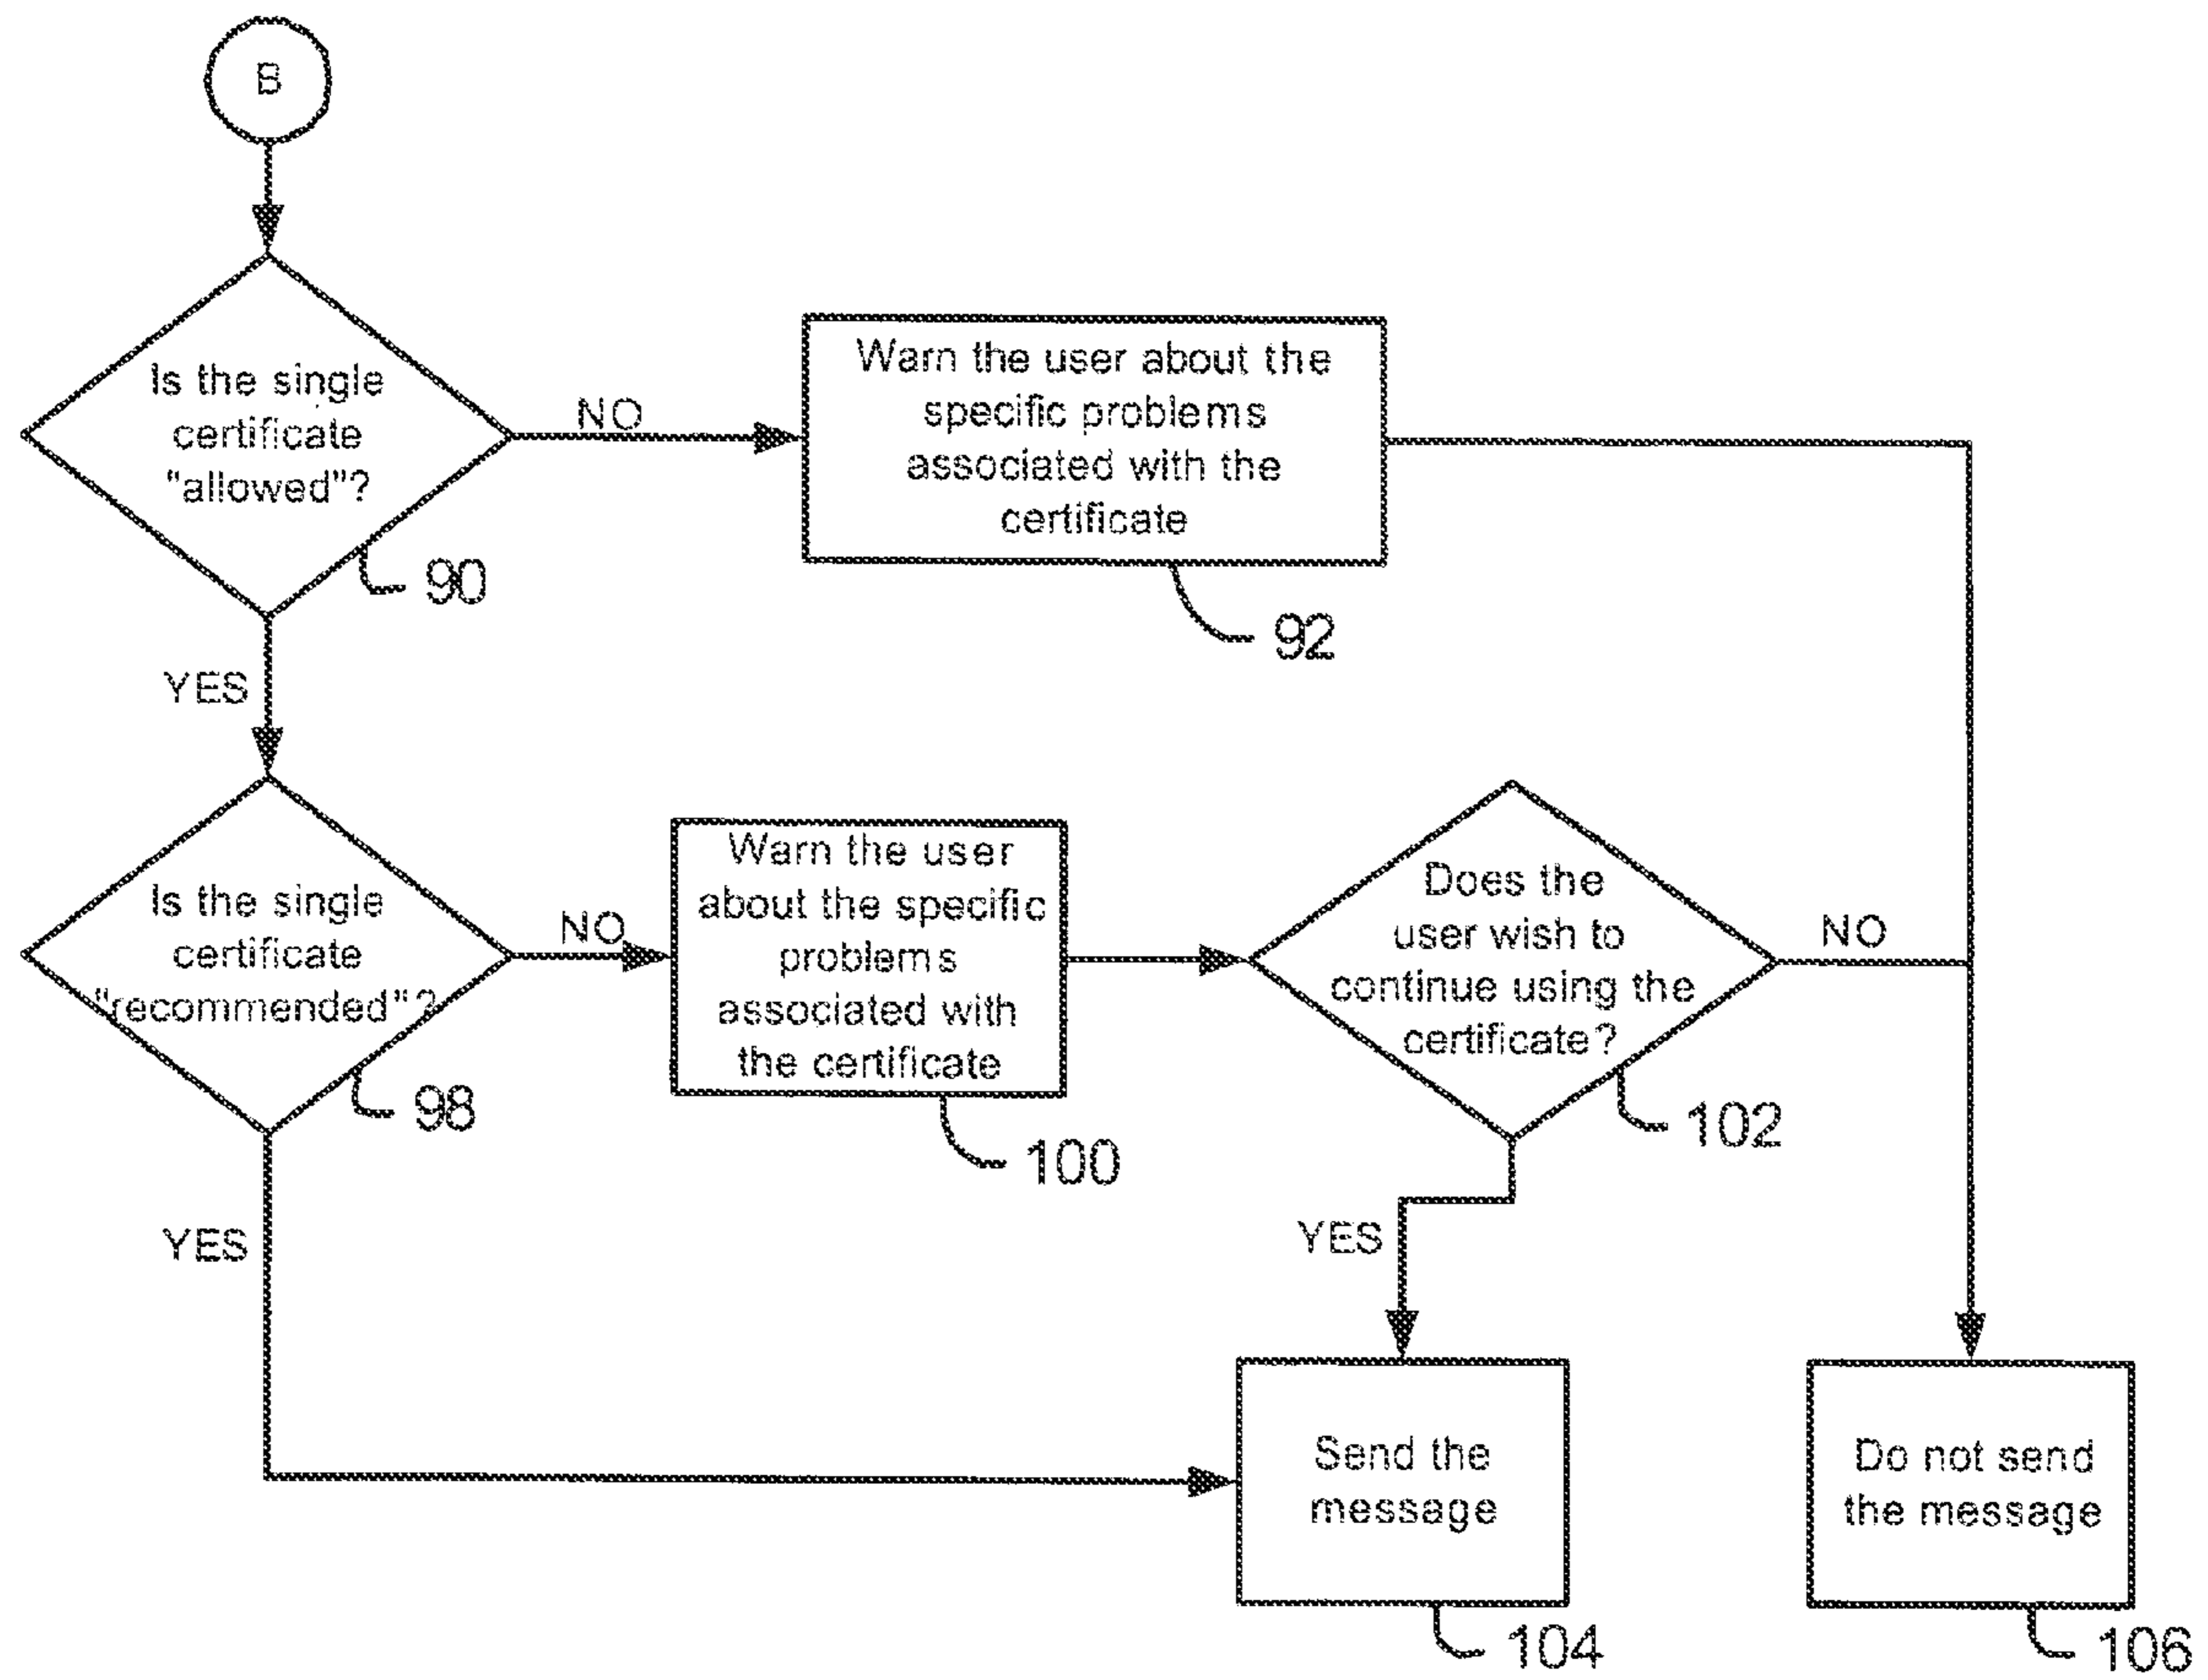 B
Is the single
certificate
"allowed"?
90
NO
Warn the user about the
specific problems
associated with the
certificate
92
YES
Is the single
certificate
"recommended"?
98
NO
Warn the user
about the specific
problems
associated with
the certificate
100
Does the
user wish to
continue using the
certificate?
102
NO
YES
YES
Send the
message
104
Do not send
the message
106